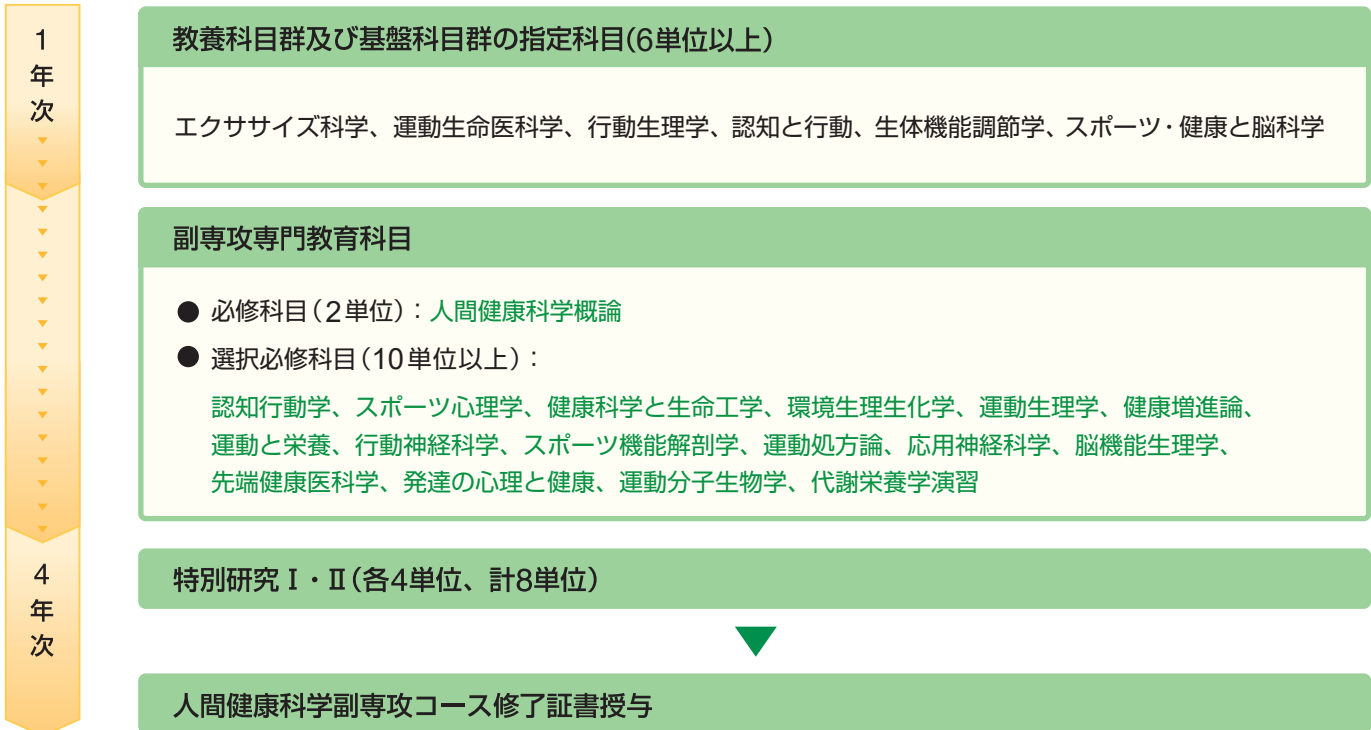 1
年
次
教養科目群及び基盤科目群の指定科目(6単位以上)
エクササイズ科学、運動生命医科学、行動生理学、認知と行動、生体機能調節学、スポーツ・健康と脳科学
副専攻専門教育科目
● 必修科目(2単位):人間健康科学概論
● 選択必修科目(10単位以上):
認知行動学、スポーツ心理学、健康科学と生命工学、環境生理生化学、運動生理学、健康増進論、
運動と栄養、行動神経科学、スポーツ機能解剖学、運動処方論、応用神経科学、脳機能生理学、
先端健康医科学、発達の心理と健康、運動分子生物学、代謝栄養学演習
4
年
次
特別研究Ⅰ・Ⅱ(各4単位、計8単位)
人間健康科学副専攻コース修了証書授与